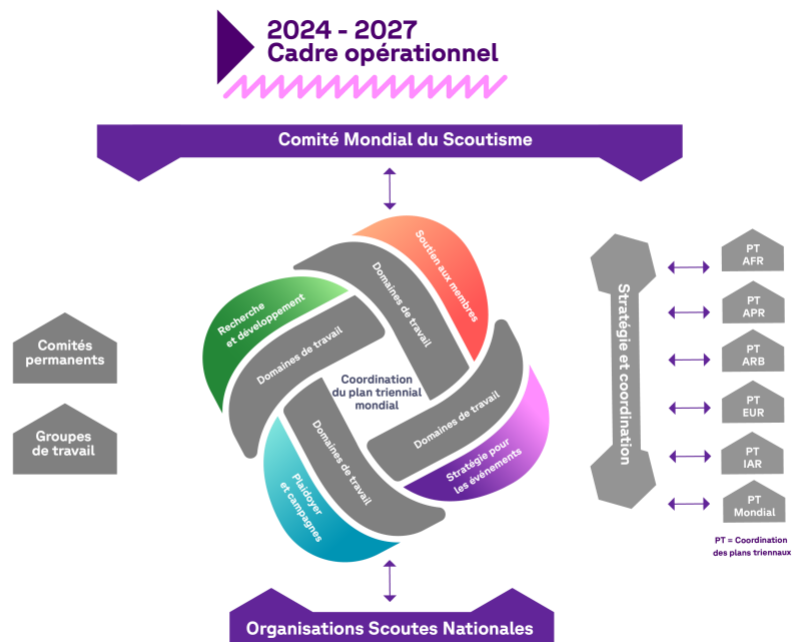 2024 - 2027
Cadre opérationnel
Comité Mondial du Scoutisme
Soutien aux membres
Domaines de travail
Recherche
et développement
Domaines de travail
Coordination
du plan triennial
mondial
Domaines de travail
Stratégie pour
les événements
Domaines de travail
Plaidoyer
et campagnes
Comités
permanents
Groupes
de travail
Stratégie et coordination
PT
AFR
PT
APR
PT
ARB
PT
EUR
PT
IAR
PT
Mondial
PT = Coordination
des plans triennaux
Organisations Scoutes Nationales